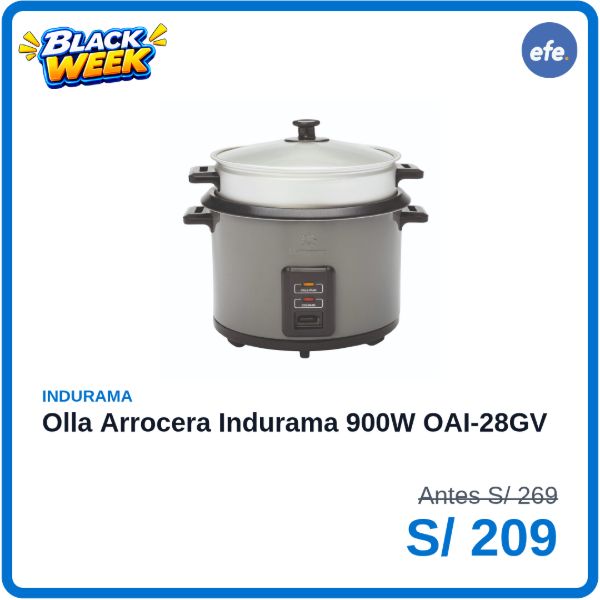 BLACK
WEEK
efe.
INDURAMA
Olla Arrocera Indurama 900W OAI-28GV
Antes S/ 269
S/ 209